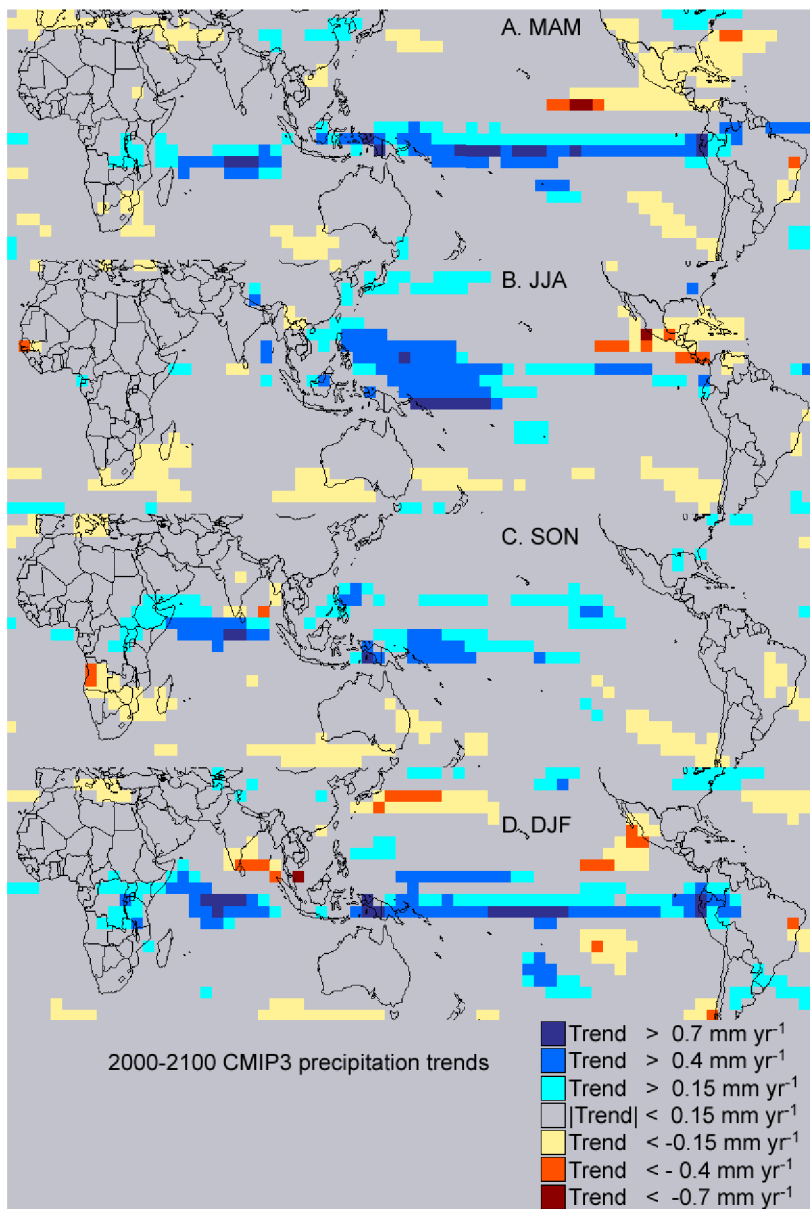 A. MAM
B. JJA
C. SON
D. DJF
2000-2100 CMIP3 precipitation trends
Trend > 0.7 mm yr-1
Trend > 0.4 mm yr-1
Trend > 0.15 mm yr-1
|Trend| < 0.15 mm yr-1
Trend < -0.15 mm yr-1
Trend < - 0.4 mm yr-1
Trend < -0.7 mm yr-1